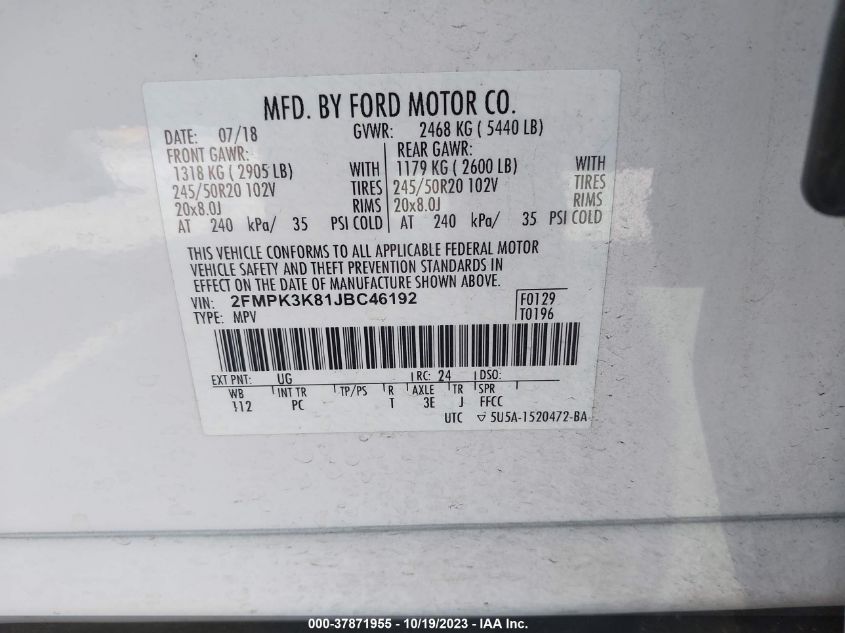 MFD. BY FORD MOTOR CO.
DATE: 07/18 GVWR: 2468 KG ( 5440 LB)
FRONT GAWR: REAR GAWR:
1318 KG ( 2905 LB) WITH 1179 KG ( 2600 LB) WITH
245/50R20 102V TIRES 245/50R20 102V TIRES
20x8.0J RIMS 20x8.0J RIMS
AT 240 kPa/ 35 PSI COLD AT 240 kPa/ 35 PSI COLD
THIS VEHICLE CONFORMS TO ALL APPLICABLE FEDERAL MOTOR
VEHICLE SAFETY AND THEFT PREVENTION STANDARDS IN
EFFECT ON THE DATE OF MANUFACTURE SHOWN ABOVE.
VIN: 2FMPK3K81JBC46192 F0129
TYPE: MPV T0196
EXT PNT: UG RC: 24 DSO:
WB INT TR TP/PS R AXLE TR SPR
112 PC T 3E J FFCC
UTC 5U5A-1520472-BA
000-37871955 - 10/19/2023 - IAA Inc.